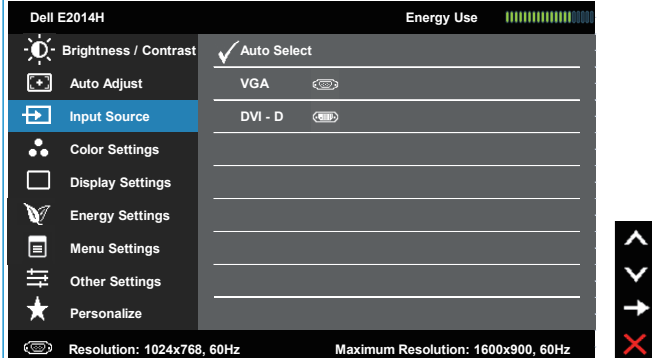 Dell E2014H Energy Use
Brightness / Contrast Auto Select
Auto Adjust VGA
Input Source DVI - D
Color Settings
Display Settings
Energy Settings
Menu Settings
Other Settings
Personalize
Resolution: 1024x768, 60Hz Maximum Resolution: 1600x900, 60Hz